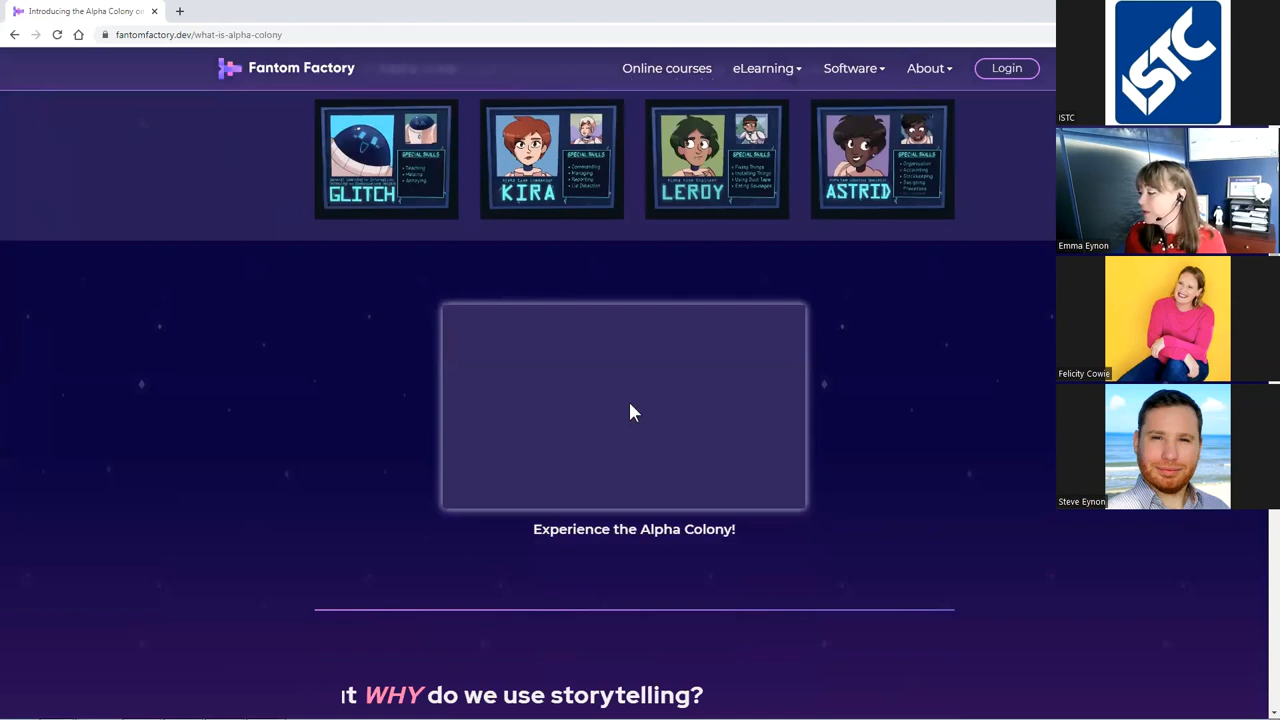 Introducing the Alpha Colony on
fantomfactory.dev/what-is-alpha-colony
Fantom Factory
Online courses
eLearning
Software
About
Login
SPECIAL SKILLS
GLITCH
SPECIAL SKILLS
KIRA
SPECIAL SKILLS
LEROY
SPECIAL SKILLS
ASTRID
Experience the Alpha Colony!
WHY do we use storytelling?
ISTC
ISTC
Emma Eynon
Felicity Cowie
Steve Eynon